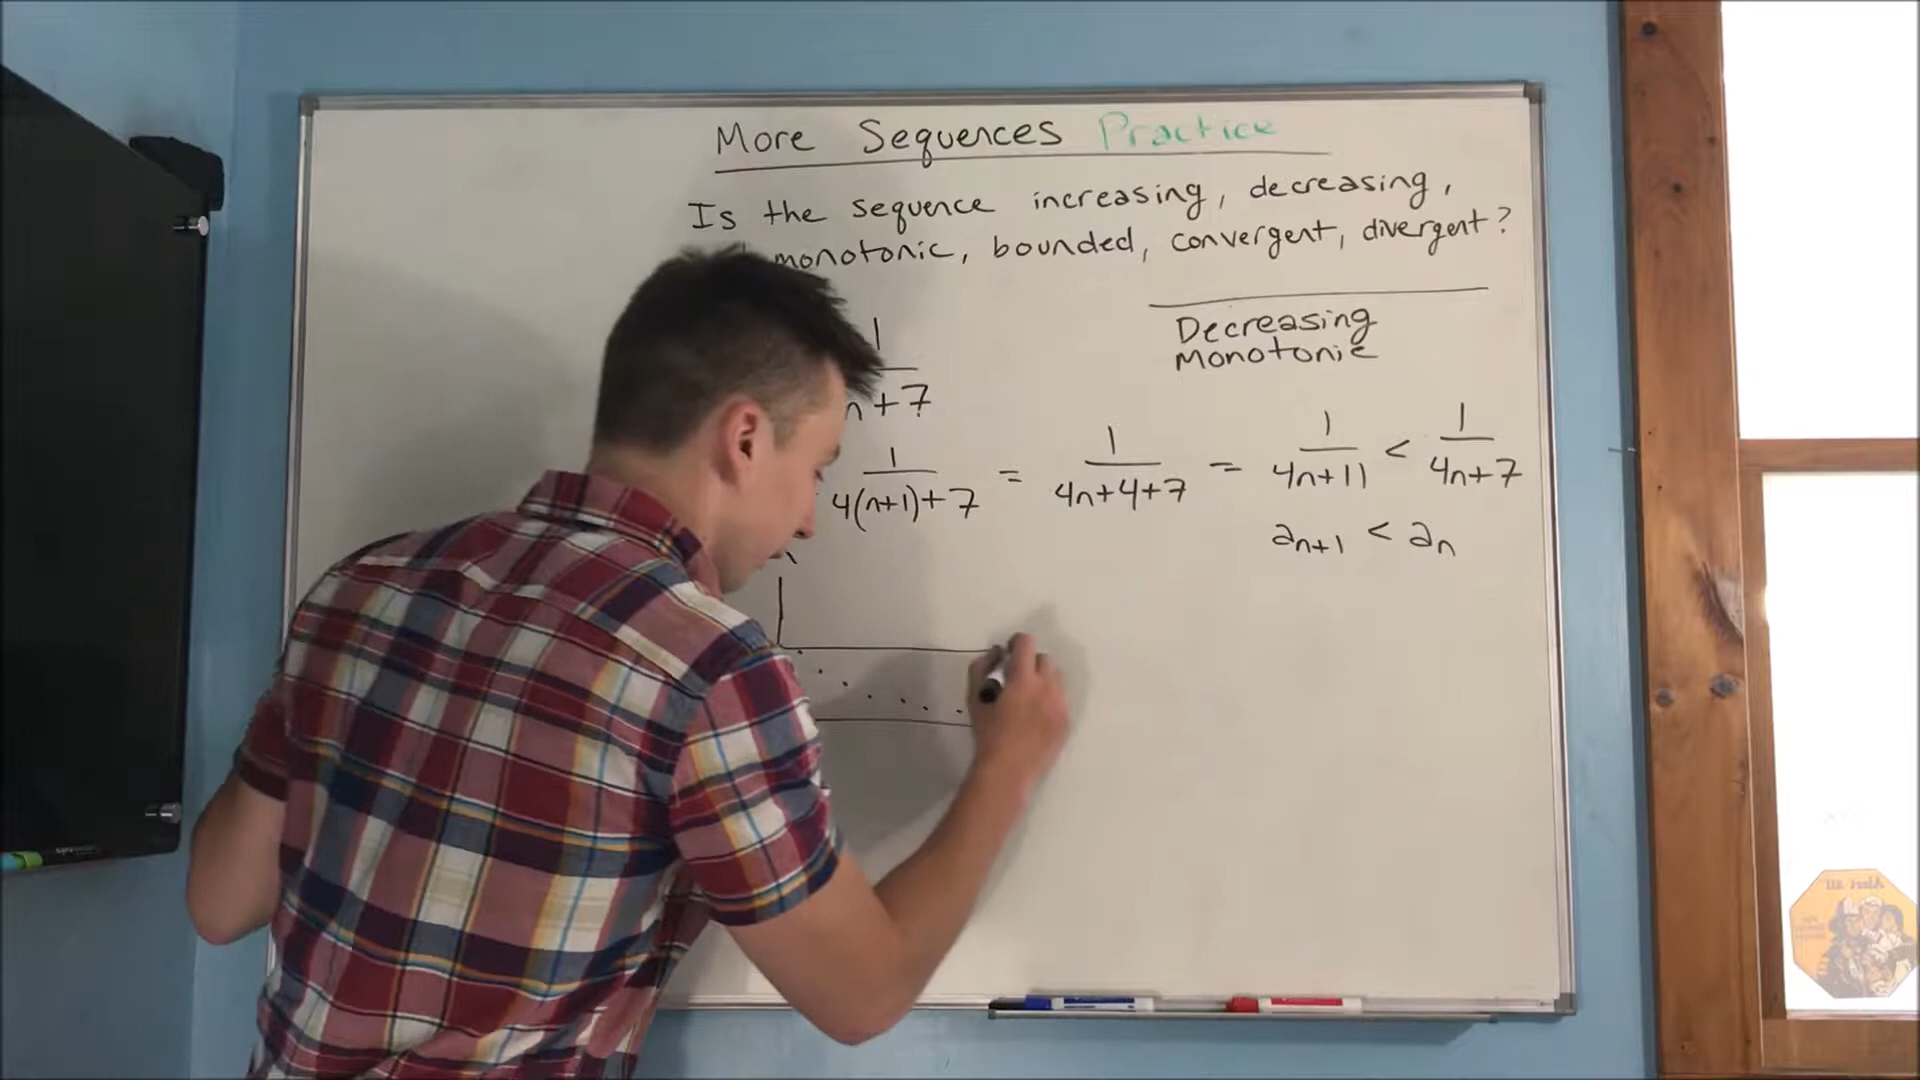 More Sequences Practice
Is the sequence increasing, decreasing,
monotonic, bounded, convergent, divergent?
Decreasing
Monotonic
1
n+7
1 / 4(n+1)+7 = 1 / 4n+4+7 = 1 / 4n+11 < 1 / 4n+7
an+1 < an